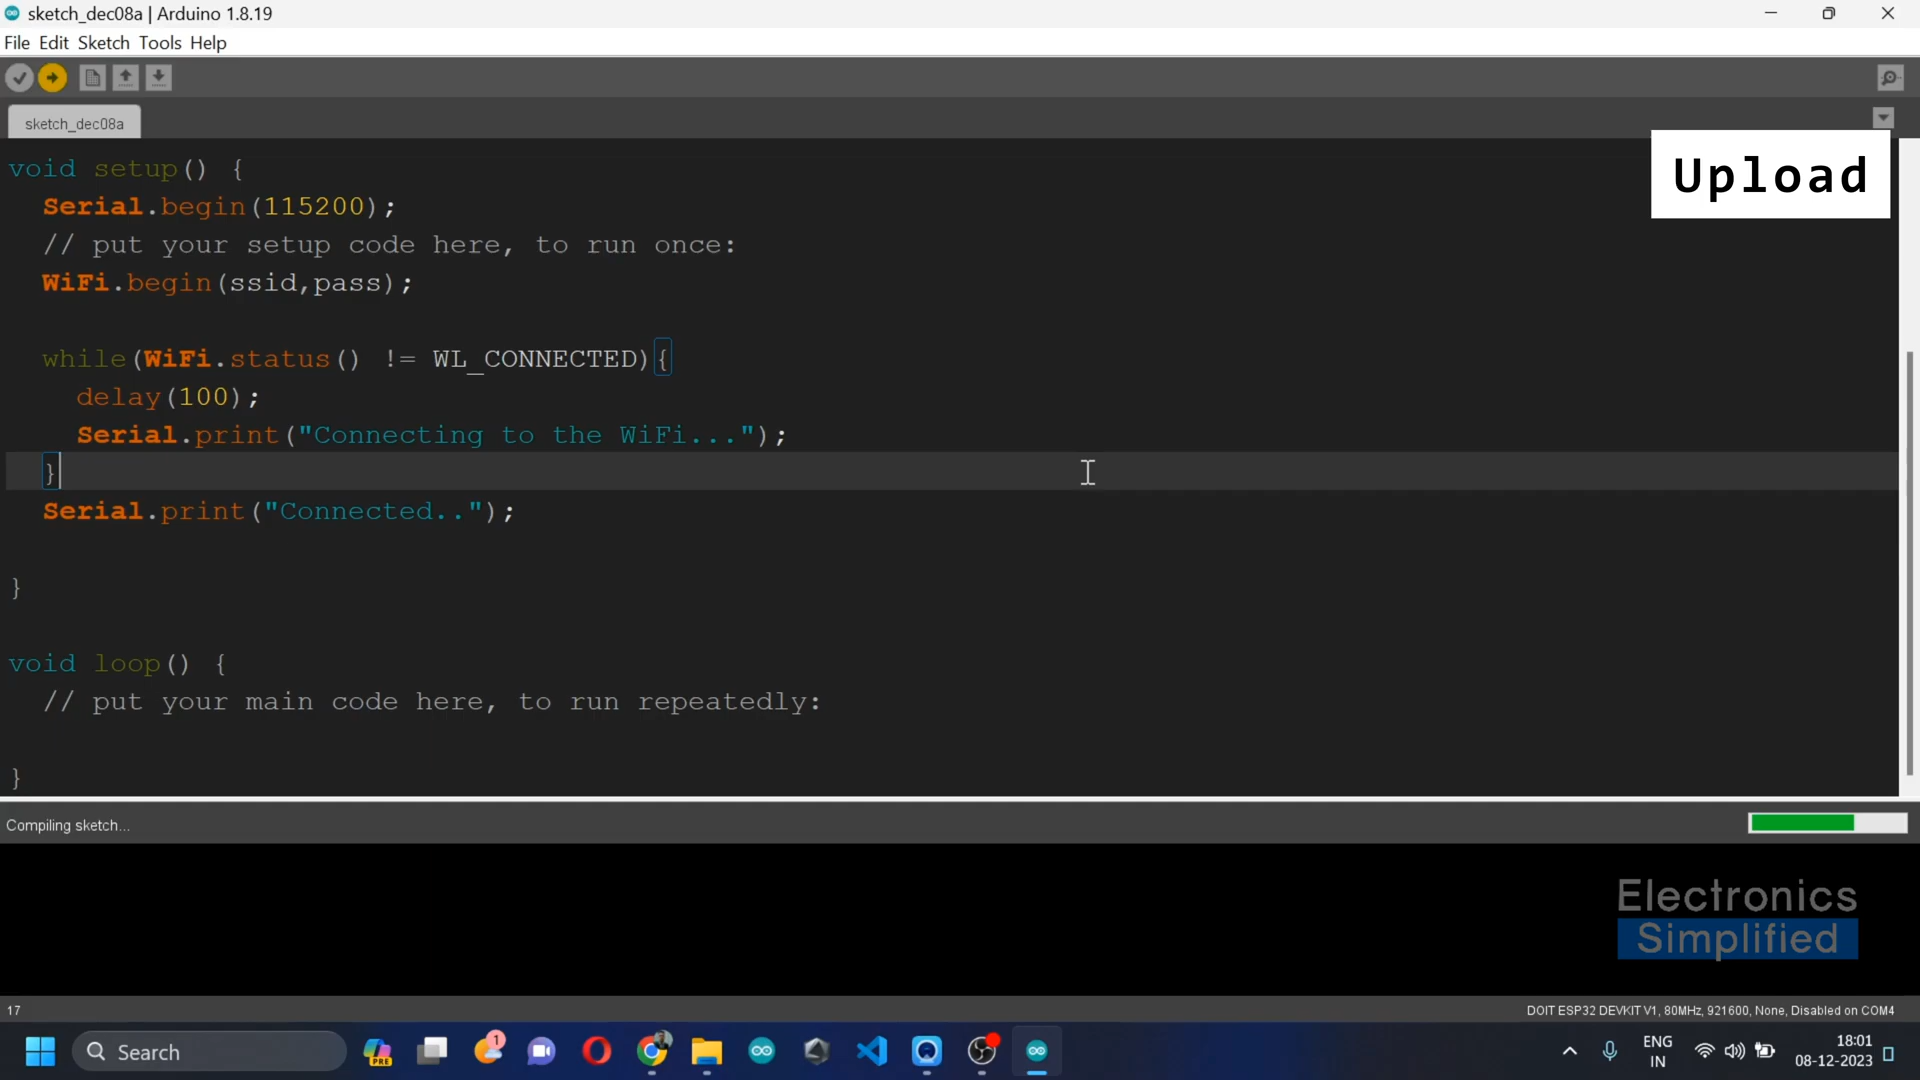 sketch_dec08a | Arduino 1.8.19
File Edit Sketch Tools Help
sketch_dec08a
Upload
void setup() {
Serial.begin(115200);
// put your setup code here, to run once:
WiFi.begin(ssid,pass);
while(WiFi.status() != WL_CONNECTED){
delay(100);
Serial.print("Connecting to the WiFi...");
}
Serial.print("Connected..");
}
void loop() {
// put your main code here, to run repeatedly:
}
Compiling sketch...
Electronics
Simplified
17
DOIT ESP32 DEVKIT V1, 80MHz, 921600, None, Disabled on COM4
Search
PRE
1
ENG
IN
18:01
08-12-2023